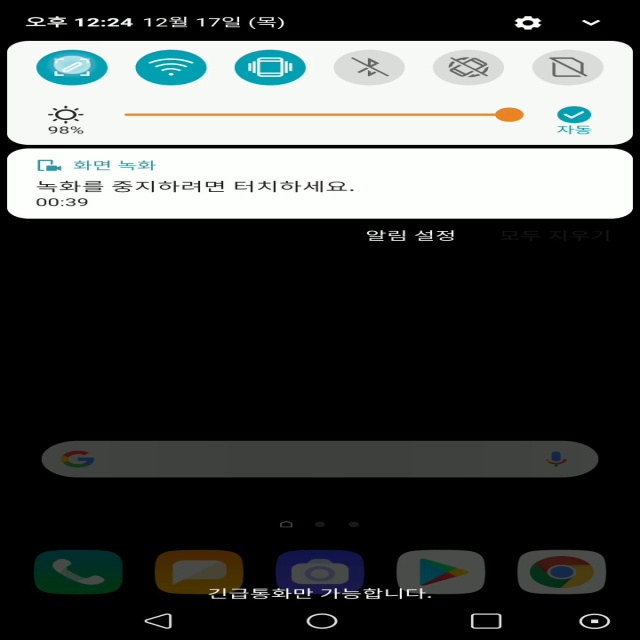 오후 12:24 12월 17일 (목)
98%
자동
화면 녹화
녹화를 중지하려면 터치하세요.
00:39
알림 설정 모두 지우기
긴급통화만 가능합니다.